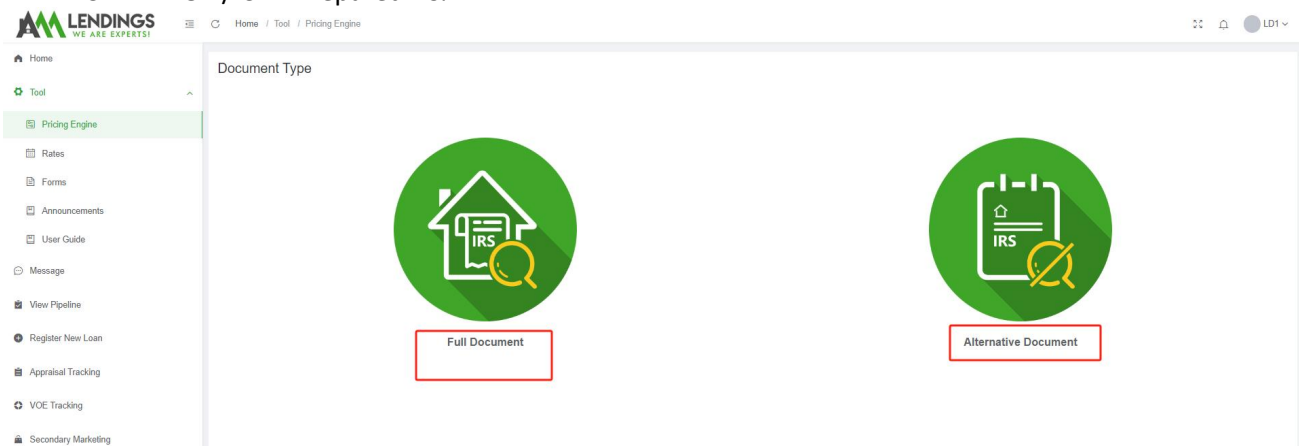 LENDINGS
WE ARE EXPERTS!
Home / Tool / Pricing Engine
LD1
Home
Tool
Pricing Engine
Rates
Forms
Announcements
User Guide
Message
View Pipeline
Register New Loan
Appraisal Tracking
VOE Tracking
Secondary Marketing
Document Type
IRS
Full Document
IRS
Alternative Document